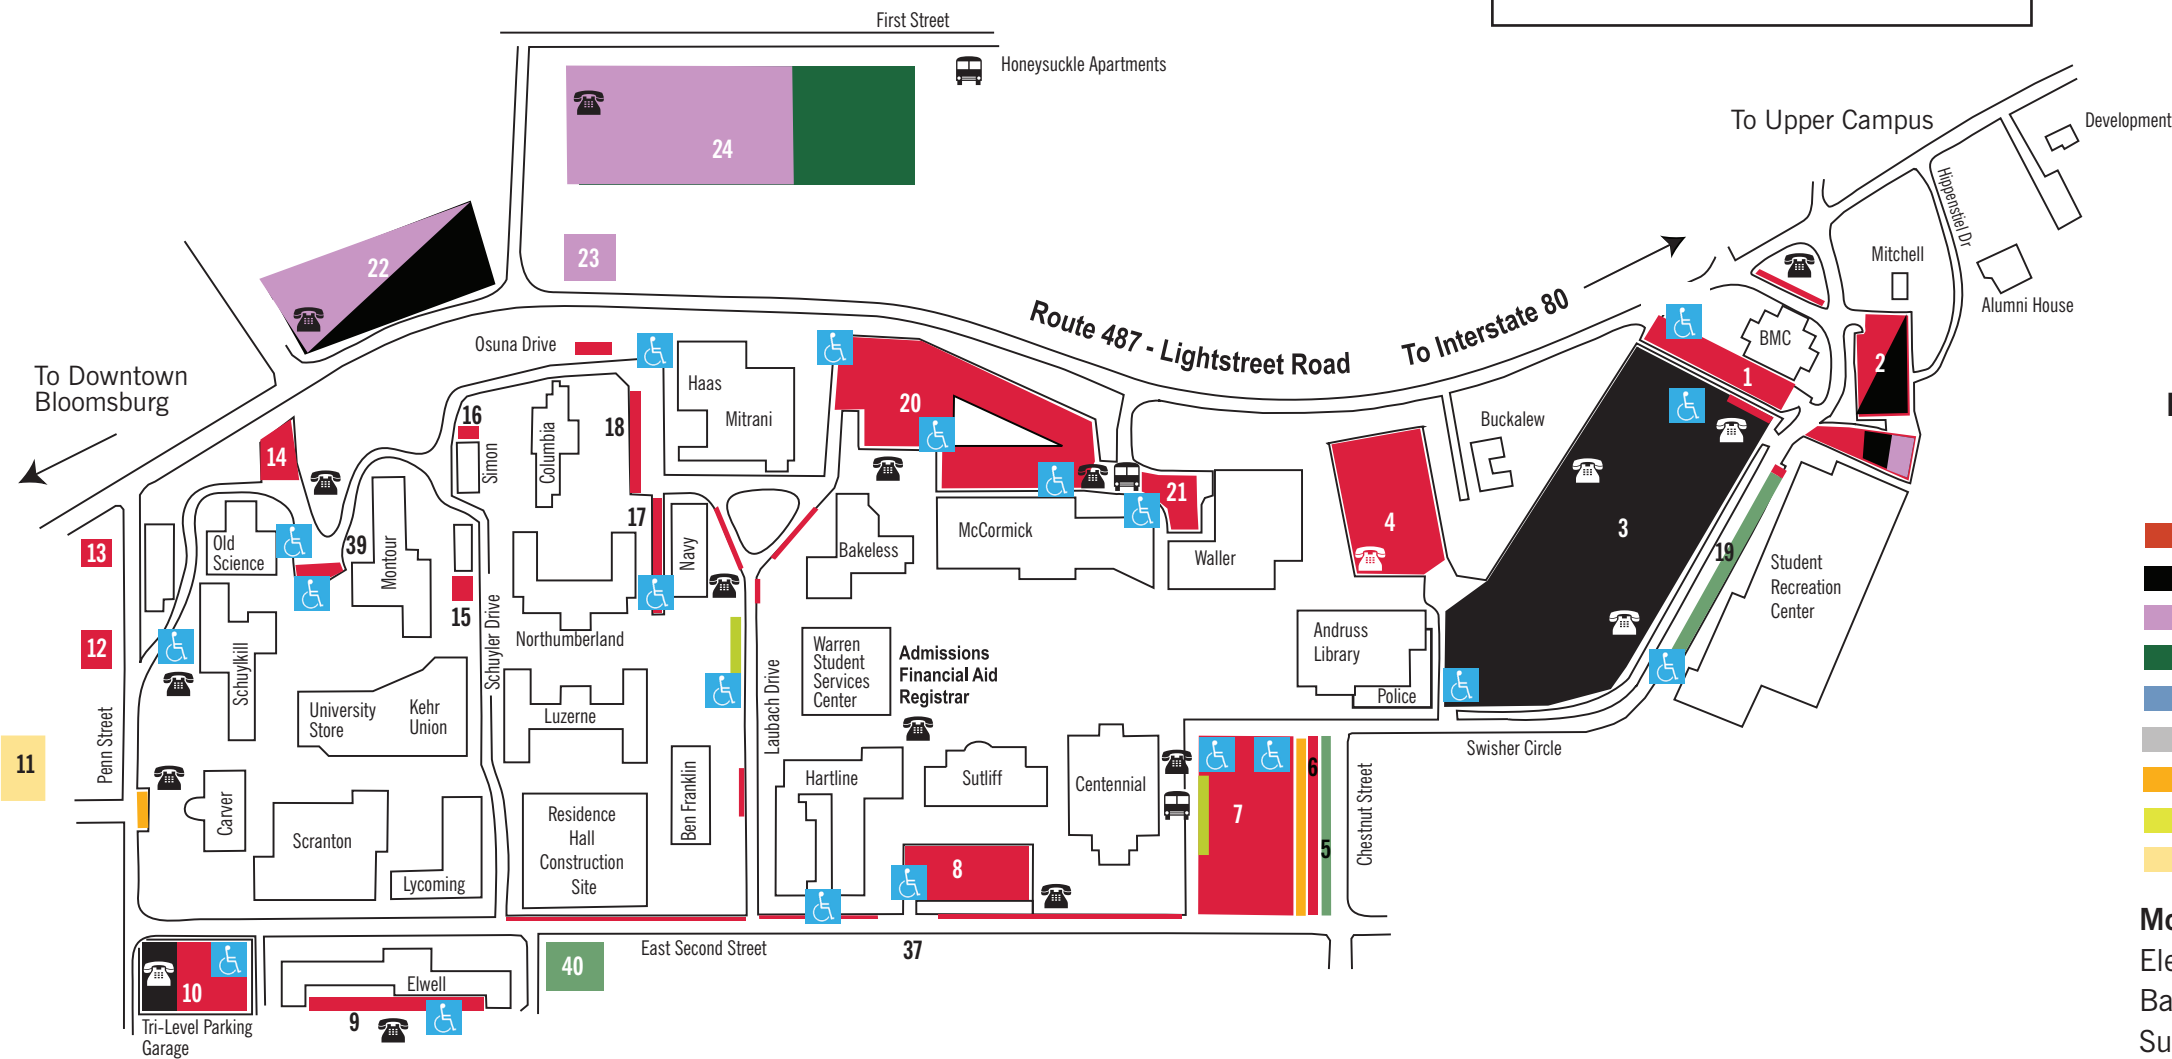 First Street
Honeysuckle Apartments
To Upper Campus
Development
24
Hippenstiel Dr
23
22
Mitchell
Alumni House
Route 487 - Lightstreet Road
To Interstate 80
Osuna Drive
BMC
1
2
To Downtown
Bloomsburg
Haas
Mitrani
20
Buckalew
16
18
Columbia
Simon
14
21
17
4
3
19
McCormick
Waller
Bakeless
Navy
13
Old
Science
39
Montour
Student
Recreation
Center
15
12
Schuyler Drive
Northumberland
Andruss
Library
Police
Warren
Student
Services
Center
Admissions
Financial Aid
Registrar
Schuylkill
University
Store
Kehr
Union
Luzerne
Laubach Drive
Penn Street
11
Swisher Circle
Hartline
Sutliff
Centennial
6
7
5
Chestnut Street
Carver
Scranton
Lycoming
Residence
Hall
Construction
Site
Ben Franklin
8
East Second Street
37
40
10
Elwell
9
Tri-Level Parking
Garage
Mo
Ele
Ba
Su